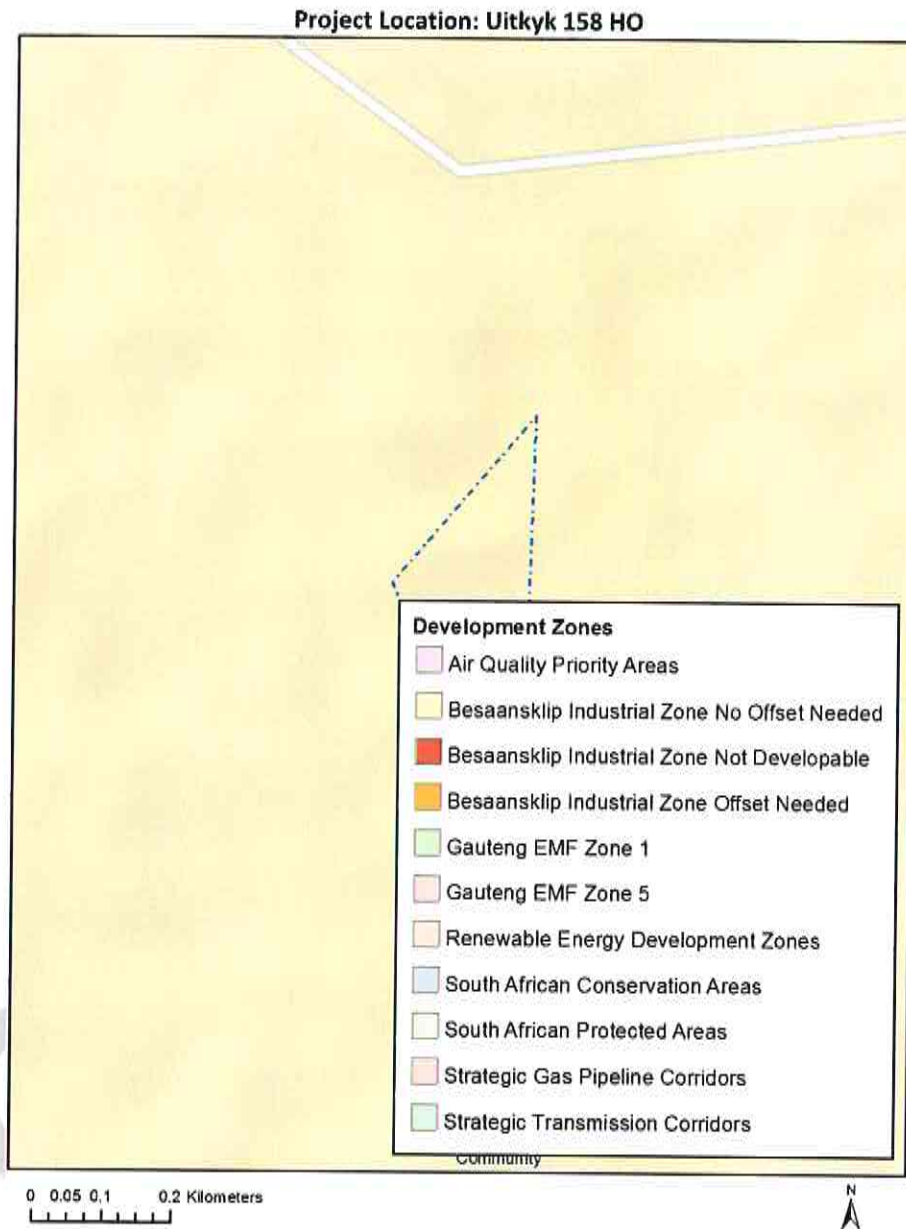 Project Location: Uitkyk 158 HO
Development Zones
Air Quality Priority Areas
Besaansklip Industrial Zone No Offset Needed
Besaansklip Industrial Zone Not Developable
Besaansklip Industrial Zone Offset Needed
Gauteng EMF Zone 1
Gauteng EMF Zone 5
Renewable Energy Development Zones
South African Conservation Areas
South African Protected Areas
Strategic Gas Pipeline Corridors
Strategic Transmission Corridors
Community
0 0.05 0.1 0.2 Kilometers
N